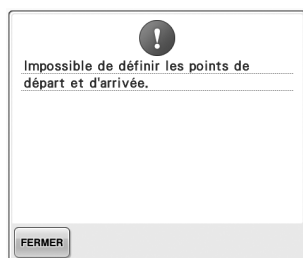 Impossible de définir les points de
départ et d'arrivée.
FERMER